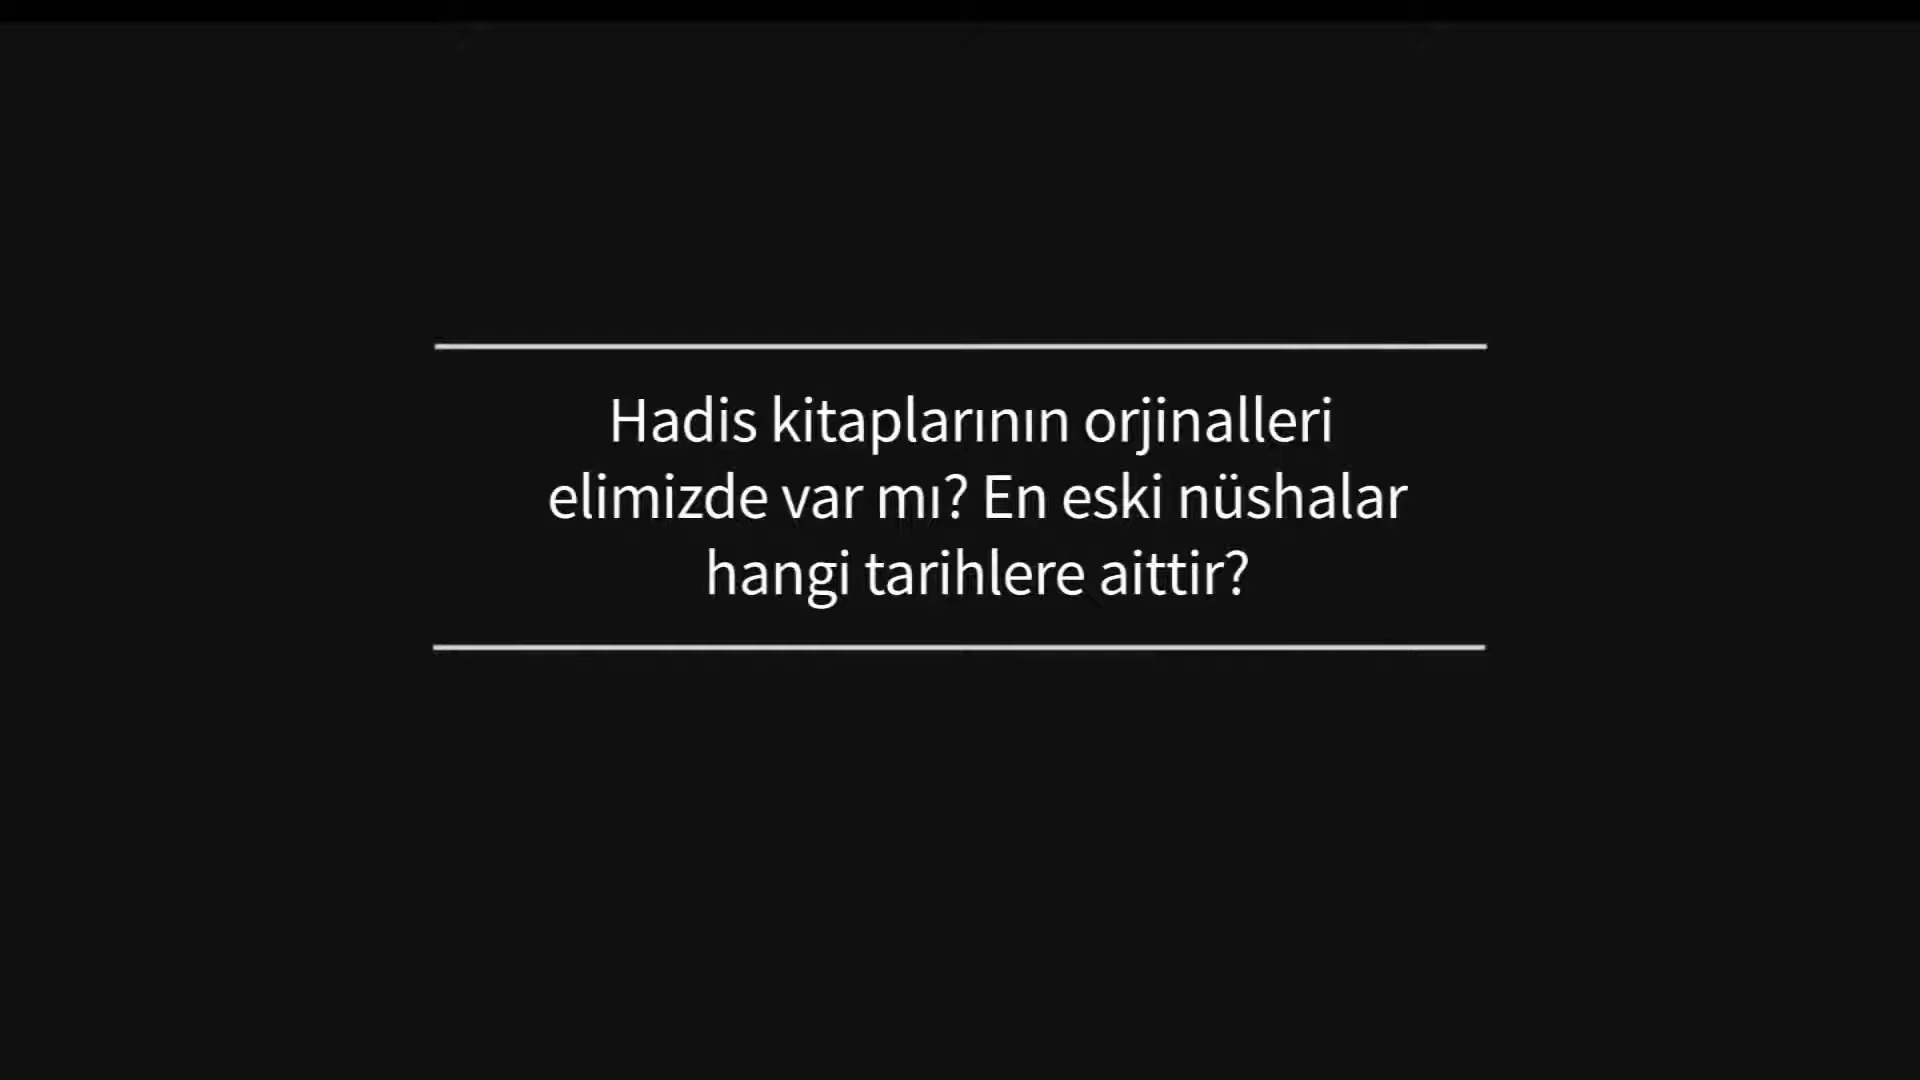 Hadis kitaplarının orjinalleri
elimizde var mı? En eski nüshalar
hangi tarihlere aittir?